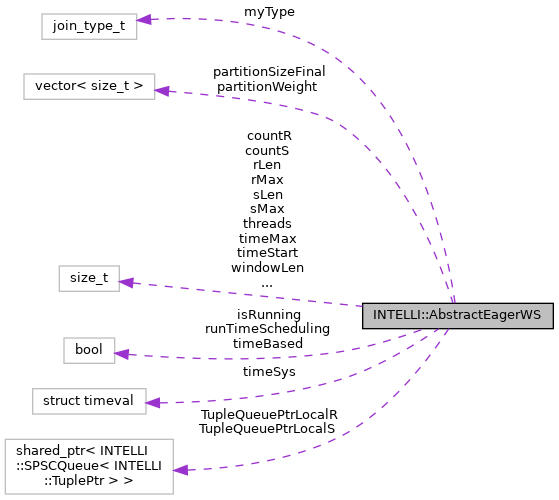 myType
join_type_t
partitionSizeFinal
partitionWeight
vector< size_t >
countR
countS
rLen
rMax
sLen
sMax
threads
timeMax
timeStart
windowLen
...
size_t
INTELLI::AbstractEagerWS
isRunning
runTimeScheduling
timeBased
bool
timeSys
struct timeval
TupleQueuePtrLocalR
TupleQueuePtrLocalS
shared_ptr< INTELLI
::SPSCQueue< INTELLI
::TuplePtr > >